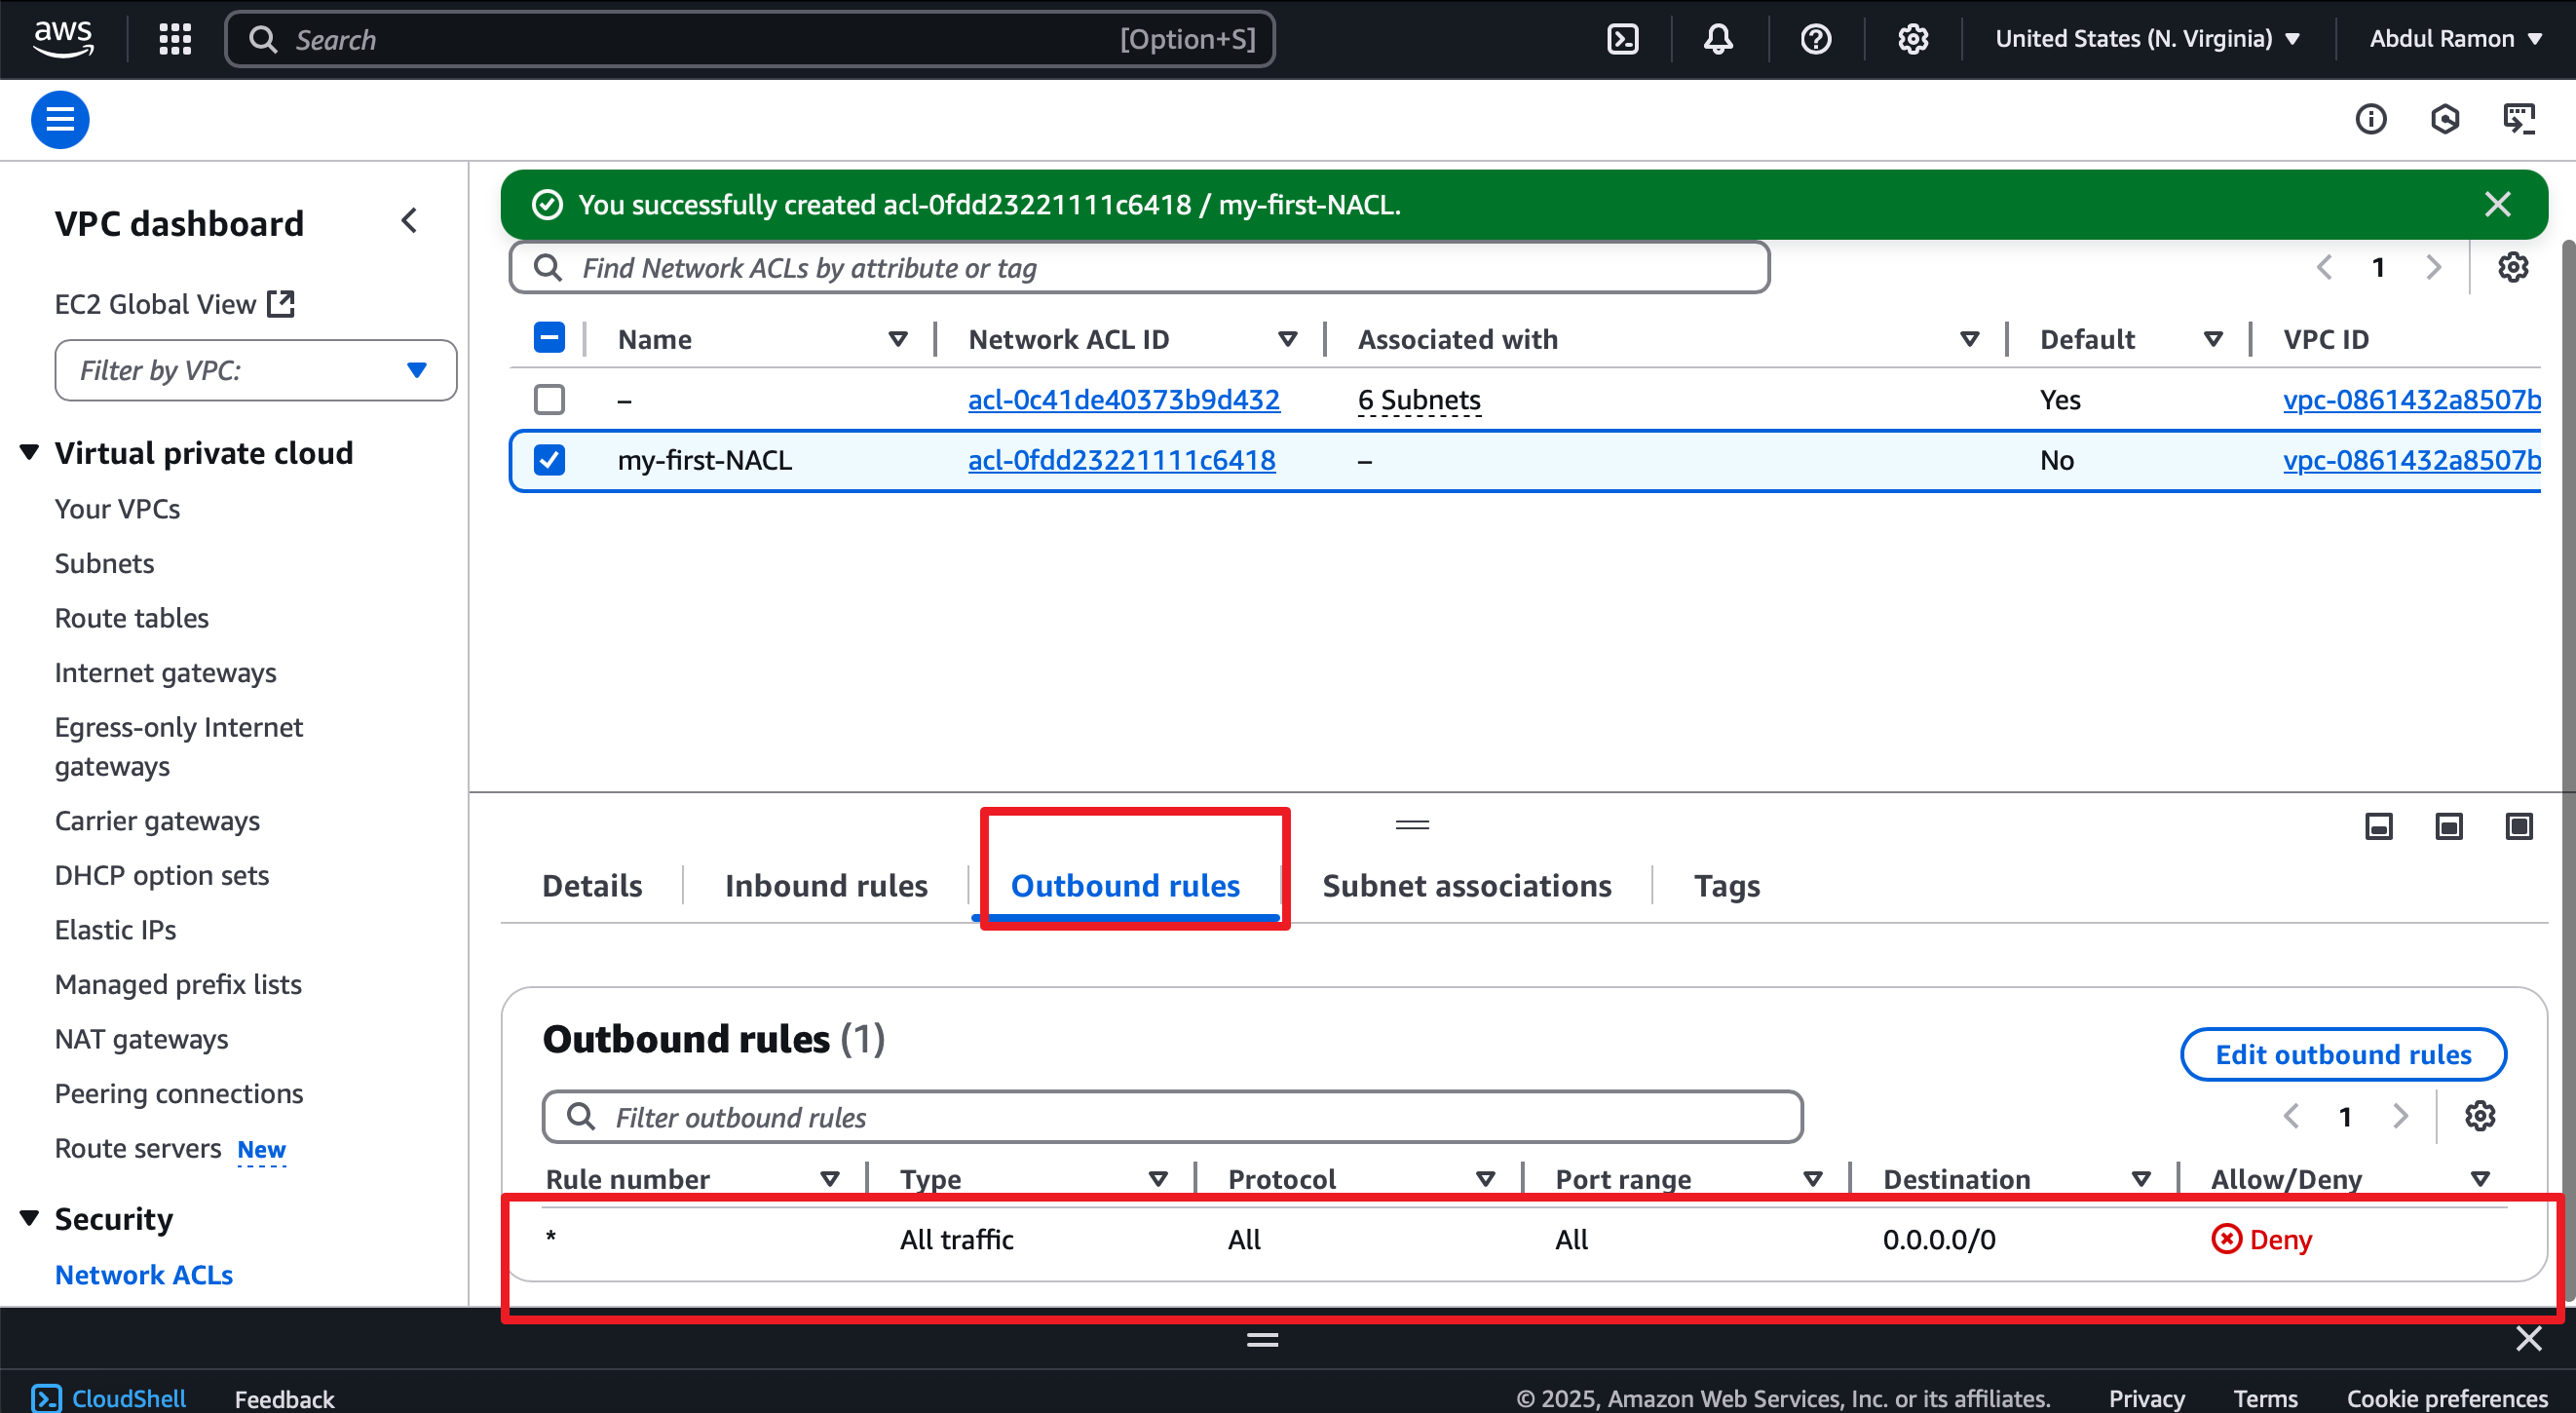 aws
Search [Option+S]
United States (N. Virginia)
Abdul Ramon
VPC dashboard
EC2 Global View
Filter by VPC:
Virtual private cloud
Your VPCs
Subnets
Route tables
Internet gateways
Egress-only Internet
gateways
Carrier gateways
DHCP option sets
Elastic IPs
Managed prefix lists
NAT gateways
Peering connections
Route servers New
Security
Network ACLs
You successfully created acl-0fdd23221111c6418 / my-first-NACL.
Find Network ACLs by attribute or tag
1
Name Network ACL ID Associated with Default VPC ID
– acl-0c41de40373b9d432 6 Subnets Yes vpc-0861432a8507b
my-first-NACL acl-0fdd23221111c6418 – No vpc-0861432a8507b
Details Inbound rules Outbound rules Subnet associations Tags
Outbound rules (1)
Edit outbound rules
Filter outbound rules
1
Rule number Type Protocol Port range Destination Allow/Deny
* All traffic All All 0.0.0.0/0 Deny
CloudShell Feedback © 2025, Amazon Web Services, Inc. or its affiliates. Privacy Terms Cookie preferences